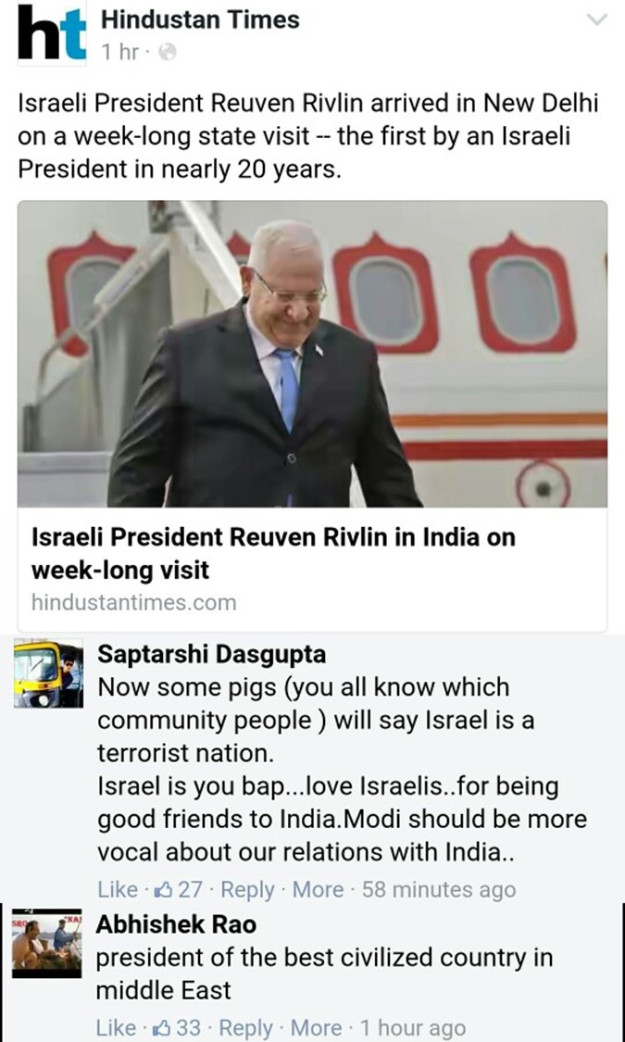 ht Hindustan Times
1 hr ·
Israeli President Reuven Rivlin arrived in New Delhi
on a week-long state visit -- the first by an Israeli
President in nearly 20 years.
Israeli President Reuven Rivlin in India on
week-long visit
hindustantimes.com
Saptarshi Dasgupta
Now some pigs (you all know which
community people ) will say Israel is a
terrorist nation.
Israel is you bap...love Israelis..for being
good friends to India.Modi should be more
vocal about our relations with India..
Like · 27 · Reply · More · 58 minutes ago
Abhishek Rao
president of the best civilized country in
middle East
Like · 33 · Reply · More · 1 hour ago